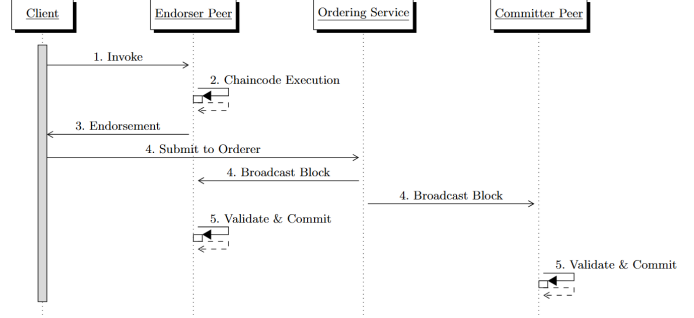 Client
Endorser Peer
Ordering Service
Committer Peer
1. Invoke
2. Chaincode Execution
3. Endorsement
4. Submit to Orderer
4. Broadcast Block
4. Broadcast Block
5. Validate & Commit
5. Validate & Commit